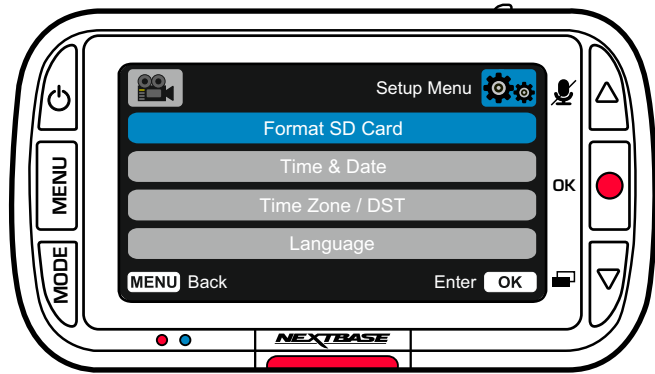 Setup Menu
Format SD Card
Time & Date
Time Zone / DST
Language
MENU Back
Enter OK
MENU
MODE
OK
NEXTBASE